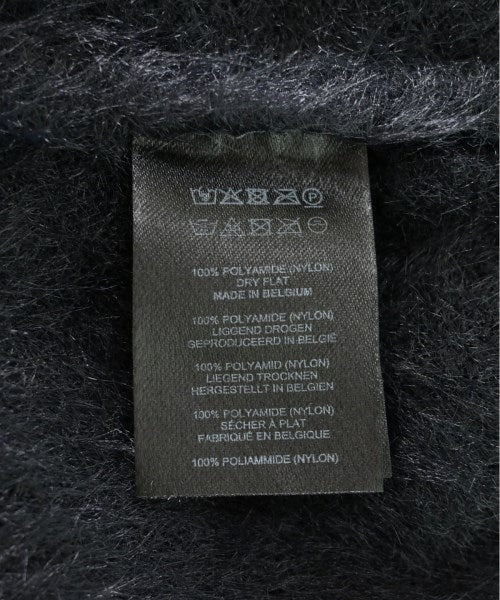 100% POLYAMIDE (NYLON)
DRY FLAT
MADE IN BELGIUM
100% POLYAMIDE (NYLON)
LIGGEND DROGEN
GEPRODUCEERD IN BELGIË
100% POLYAMID (NYLON)
LIEGEND TROCKNEN
HERGESTELLT IN BELGIEN
100% POLYAMIDE (NYLON)
SÉCHER À PLAT
FABRIQUÉ EN BELGIQUE
100% POLIAMMIDE (NYLON)